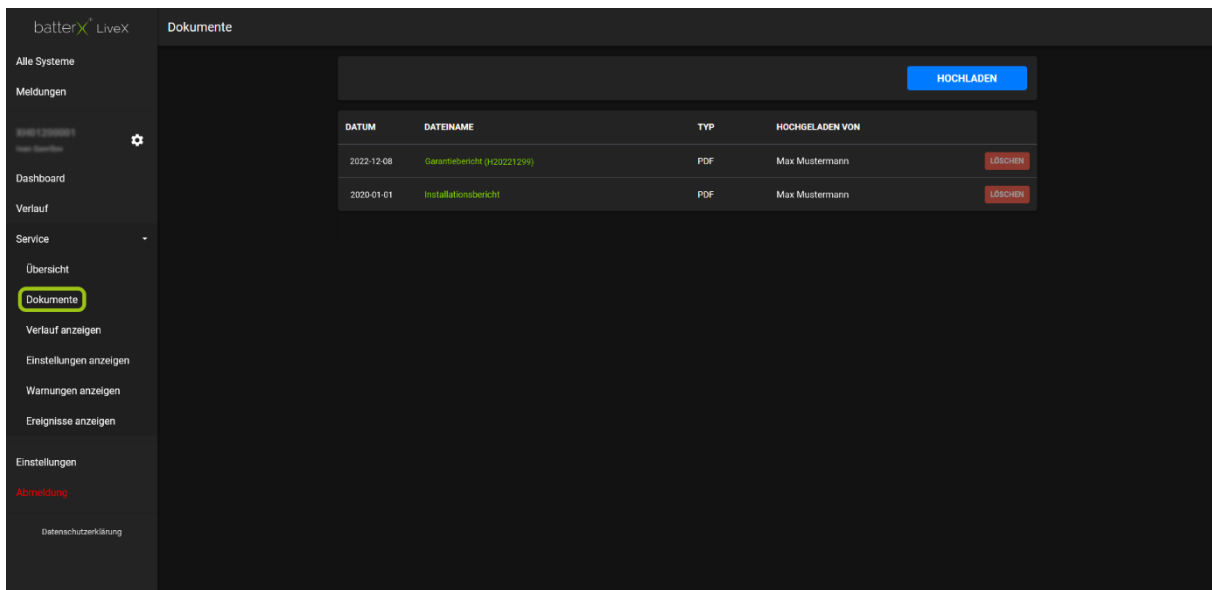 batterX LiveX
Dokumente
Alle Systeme
Meldungen
Dashboard
Verlauf
Service
Übersicht
Dokumente
Verlauf anzeigen
Einstellungen anzeigen
Warnungen anzeigen
Ereignisse anzeigen
Einstellungen
Abmeldung
Datenschutzerklärung
HOCHLADEN
DATUM DATEINAME TYP HOCHGELADEN VON
2022-12-08 Garantiebericht (H20221299) PDF Max Mustermann LÖSCHEN
2020-01-01 Installationsbericht PDF Max Mustermann LÖSCHEN